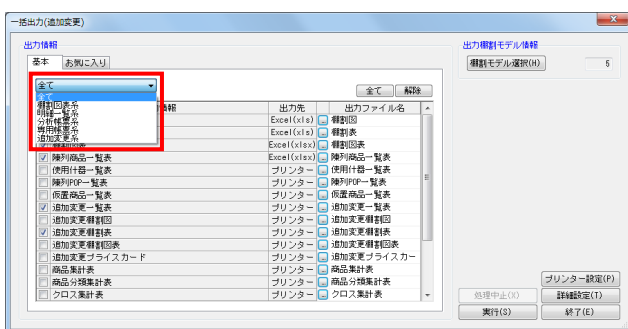 一括出力(追加変更)
出力情報
基本 お気に入り
全て
全て 解除
全て
棚割図表系
明細一覧系
分析帳票系
専用帳票系
追加変更系
情報 出力先 出力ファイル名
Excel(xls) 棚割図
Excel(xls) 棚割表
棚割図表 Excel(xlsx) 棚割図表
陳列商品一覧表 Excel(xlsx) 陳列商品一覧表
使用什器一覧表 プリンター 使用什器一覧表
陳列POP一覧表 プリンター 陳列POP一覧表
仮置商品一覧表 プリンター 仮置商品一覧表
追加変更一覧表 プリンター 追加変更一覧表
追加変更棚割図 プリンター 追加変更棚割図
追加変更棚割表 プリンター 追加変更棚割表
追加変更棚割図表 プリンター 追加変更棚割図表
追加変更プライスカード プリンター 追加変更プライスカー
商品集計表 プリンター 商品集計表
商品分類集計表 プリンター 商品分類集計表
クロス集計表 プリンター クロス集計表
出力棚割モデル情報
棚割モデル選択(H) 5
プリンター設定(P)
処理中止(X) 詳細設定(T)
実行(S) 終了(E)